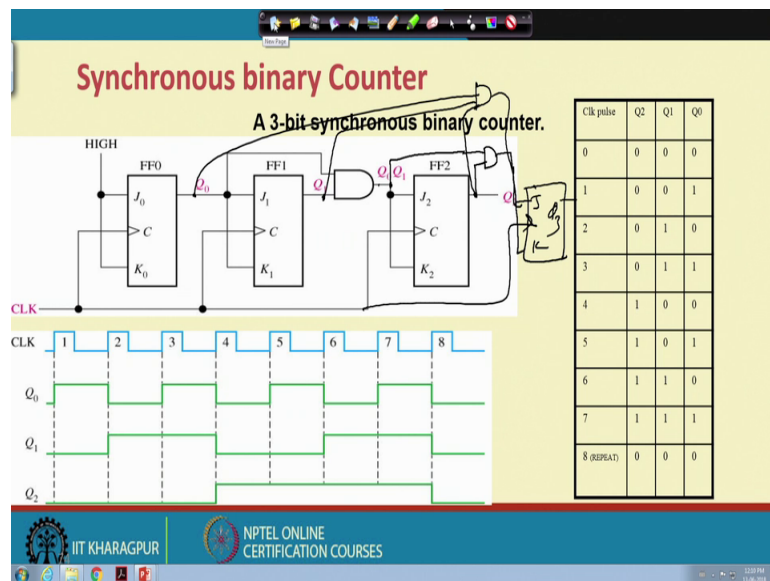 New Page
Synchronous binary Counter
A 3-bit synchronous binary counter.
HIGH
FF0
FF1
FF2
Q0
Q1
Q0Q1
Q
J0
J1
J2
J
Q3
C
C
C
K0
K1
K2
K
CLK
CLK 1 2 3 4 5 6 7 8
Q0
Q1
Q2
Clk pulse Q2 Q1 Q0
0 0 0 0
1 0 0 1
2 0 1 0
3 0 1 1
4 1 0 0
5 1 0 1
6 1 1 0
7 1 1 1
8 (REPEAT) 0 0 0
IIT KHARAGPUR
NPTEL ONLINE
CERTIFICATION COURSES